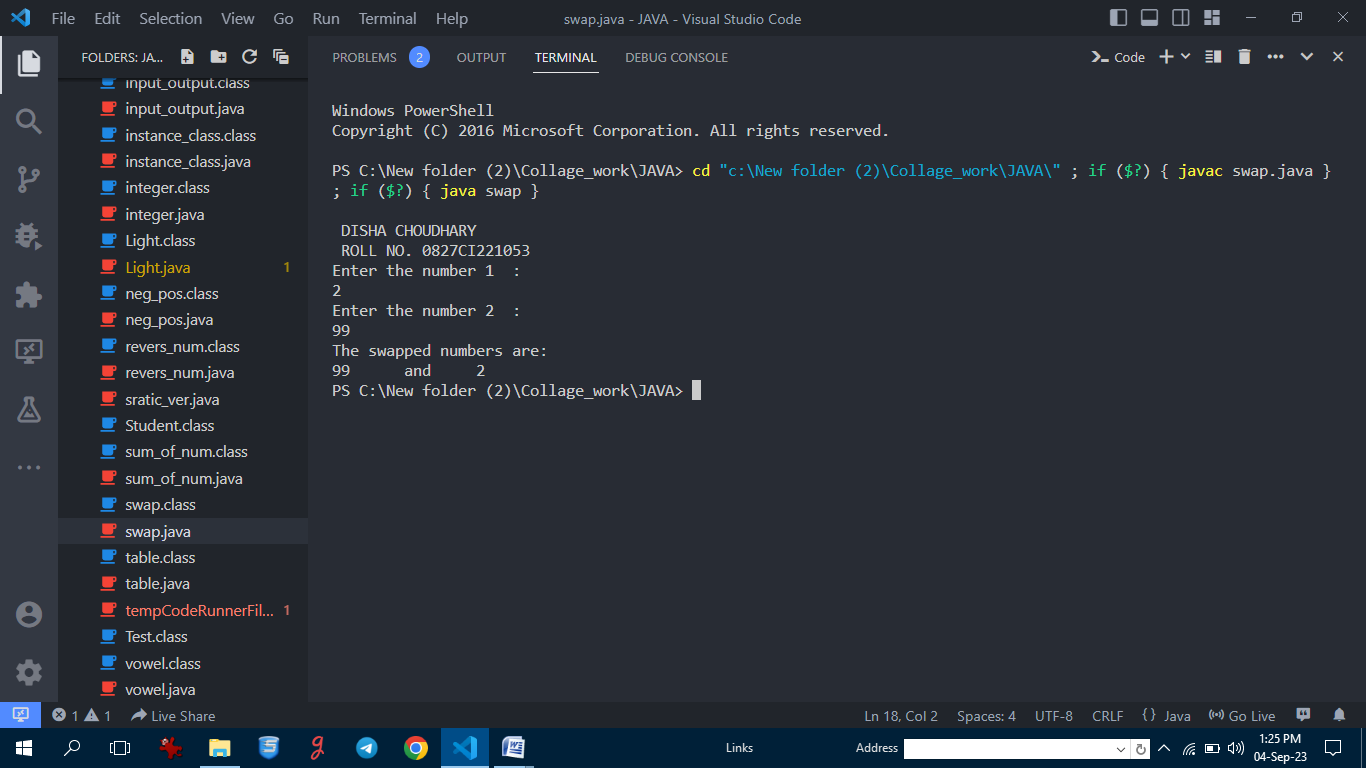 File Edit Selection View Go Run Terminal Help swap.java - JAVA - Visual Studio Code
FOLDERS: JA...
input_output.class
input_output.java
instance_class.class
instance_class.java
integer.class
integer.java
Light.class
Light.java 1
neg_pos.class
neg_pos.java
revers_num.class
revers_num.java
sratic_ver.java
Student.class
sum_of_num.class
sum_of_num.java
swap.class
swap.java
table.class
table.java
tempCodeRunnerFil... 1
Test.class
vowel.class
vowel.java
PROBLEMS 2 OUTPUT TERMINAL DEBUG CONSOLE Code
Windows PowerShell
Copyright (C) 2016 Microsoft Corporation. All rights reserved.
PS C:\New folder (2)\Collage_work\JAVA> cd "c:\New folder (2)\Collage_work\JAVA\" ; if ($?) { javac swap.java }
; if ($?) { java swap }
DISHA CHOUDHARY
ROLL NO. 0827CI221053
Enter the number 1  :
2
Enter the number 2  :
99
The swapped numbers are:
99      and     2
PS C:\New folder (2)\Collage_work\JAVA>
1 1 Live Share Ln 18, Col 2 Spaces: 4 UTF-8 CRLF {} Java Go Live
Links Address 1:25 PM
04-Sep-23